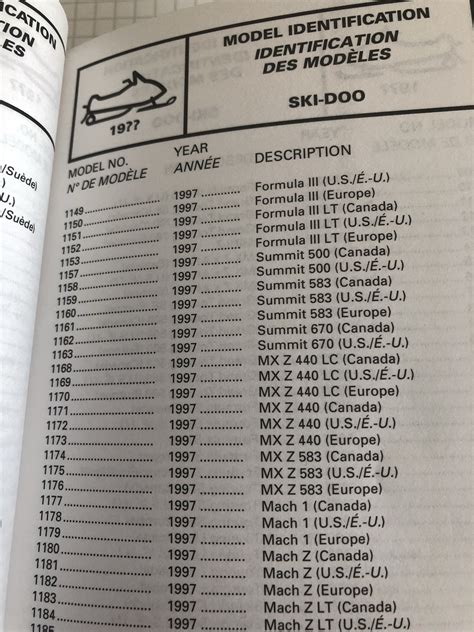 IFICATION
ICATION
e/Suède)
.)
-U.)
/Suède)
MODEL IDENTIFICATION
IDENTIFICATION
DES MODÈLES
SKI-DOO
19??
MODEL NO. YEAR DESCRIPTION
N° DE MODÈLE ANNÉE
1149 1997 Formula III (U.S./É.-U.)
1150 1997 Formula III (Europe)
1151 1997 Formula III LT (Canada)
1152 1997 Formula III LT (U.S./É.-U.)
1153 1997 Formula III LT (Europe)
1157 1997 Summit 500 (Canada)
1158 1997 Summit 500 (U.S./É.-U.)
1159 1997 Summit 583 (Canada)
1160 1997 Summit 583 (U.S./É.-U.)
1161 1997 Summit 583 (Europe)
1162 1997 Summit 670 (Canada)
1163 1997 Summit 670 (U.S./É.-U.)
1168 1997 MX Z 440 LC (Canada)
1169 1997 MX Z 440 LC (U.S./É.-U.)
1170 1997 MX Z 440 LC (Europe)
1171 1997 MX Z 440 (Canada)
1172 1997 MX Z 440 (U.S./É.-U.)
1173 1997 MX Z 440 (Europe)
1174 1997 MX Z 583 (Canada)
1175 1997 MX Z 583 (U.S./É.-U.)
1176 1997 MX Z 583 (Europe)
1177 1997 Mach 1 (Canada)
1178 1997 Mach 1 (U.S./É.-U.)
1179 1997 Mach 1 (Europe)
1180 1997 Mach Z (Canada)
1181 1997 Mach Z (U.S./É.-U.)
1182 1997 Mach Z (Europe)
1183 1997 Mach Z LT (Canada)
1184 1997 Mach Z LT (U.S./É.-U.)
1185